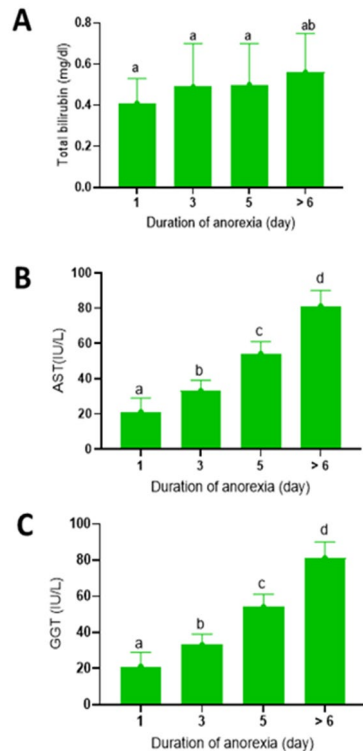 A
Total bilirubin (mg/dl)
0.8
0.6
0.4
0.2
0.0
a
a
a
ab
1
3
5
> 6
Duration of anorexia (day)
B
AST(IU/L)
100
80
60
40
20
0
a
b
c
d
1
3
5
> 6
Duration of anorexia (day)
C
GGT (IU/L)
100
80
60
40
20
0
a
b
c
d
1
3
5
> 6
Duration of anorexia (day)